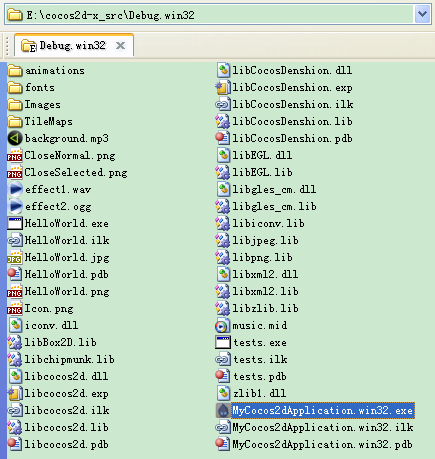 E:\cocos2d-x_src\Debug.win32
Debug.win32
animations
fonts
Images
TileMaps
background.mp3
CloseNormal.png
CloseSelected.png
effect1.wav
effect2.ogg
HelloWorld.exe
HelloWorld.ilk
HelloWorld.jpg
HelloWorld.pdb
HelloWorld.png
Icon.png
iconv.dll
libBox2D.lib
libchipmunk.lib
libcocos2d.dll
libcocos2d.exp
libcocos2d.ilk
libcocos2d.lib
libcocos2d.pdb
libCocosDenshion.dll
libCocosDenshion.exp
libCocosDenshion.ilk
libCocosDenshion.lib
libCocosDenshion.pdb
libEGL.dll
libEGL.lib
libgles_cm.dll
libgles_cm.lib
libiconv.lib
libjpeg.lib
libpng.lib
libxml2.dll
libxml2.lib
libzlib.lib
music.mid
tests.exe
tests.ilk
tests.pdb
zlib1.dll
MyCocos2dApplication.win32.exe
MyCocos2dApplication.win32.ilk
MyCocos2dApplication.win32.pdb